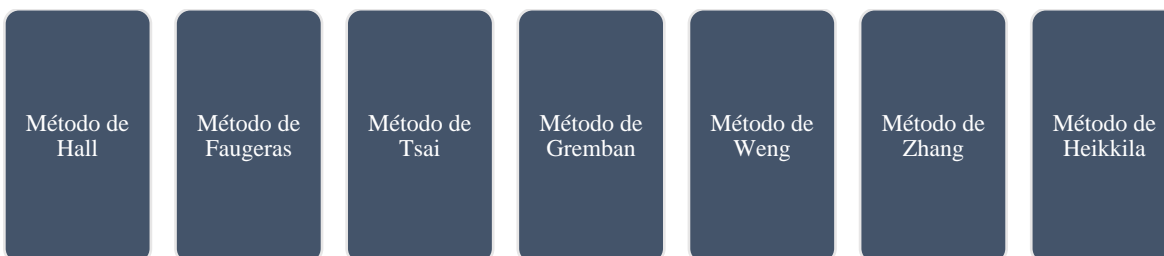 Método de
Hall
Método de
Faugeras
Método de
Tsai
Método de
Gremban
Método de
Weng
Método de
Zhang
Método de
Heikkila